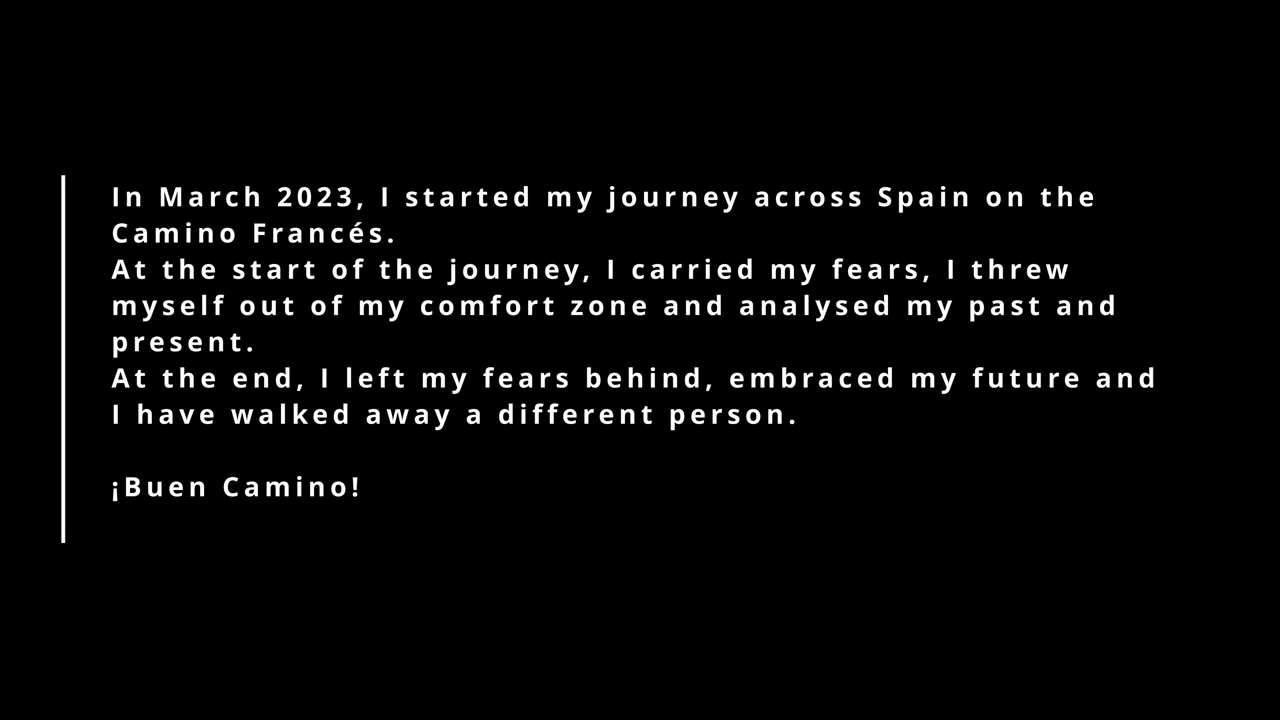 In March 2023, I started my journey across Spain on the
Camino Francés.
At the start of the journey, I carried my fears, I threw
myself out of my comfort zone and analysed my past and
present.
At the end, I left my fears behind, embraced my future and
I have walked away a different person.
¡Buen Camino!